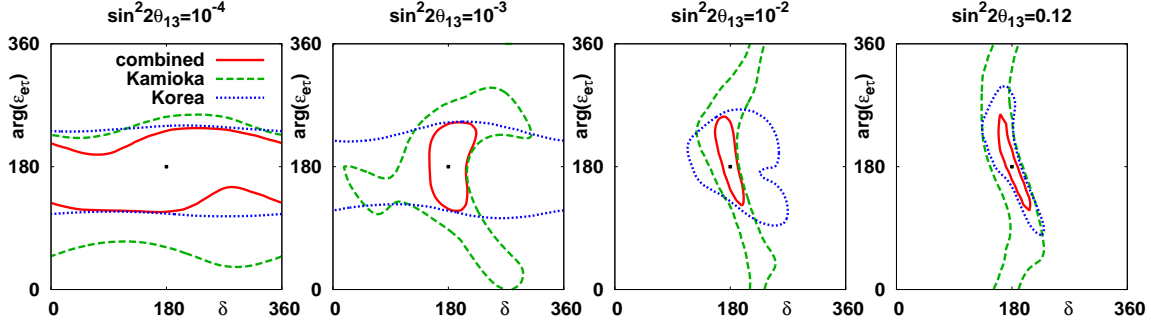 sin²2θ₁₃=10⁻⁴ sin²2θ₁₃=10⁻³ sin²2θ₁₃=10⁻² sin²2θ₁₃=0.12
360 360 360 360
combined
Kamioka
Korea
arg(ε_eτ) arg(ε_eτ) arg(ε_eτ) arg(ε_eτ)
180 180 180 180
0 0 0 0
0 180 δ 360 0 180 δ 360 0 180 δ 360 0 180 δ 360